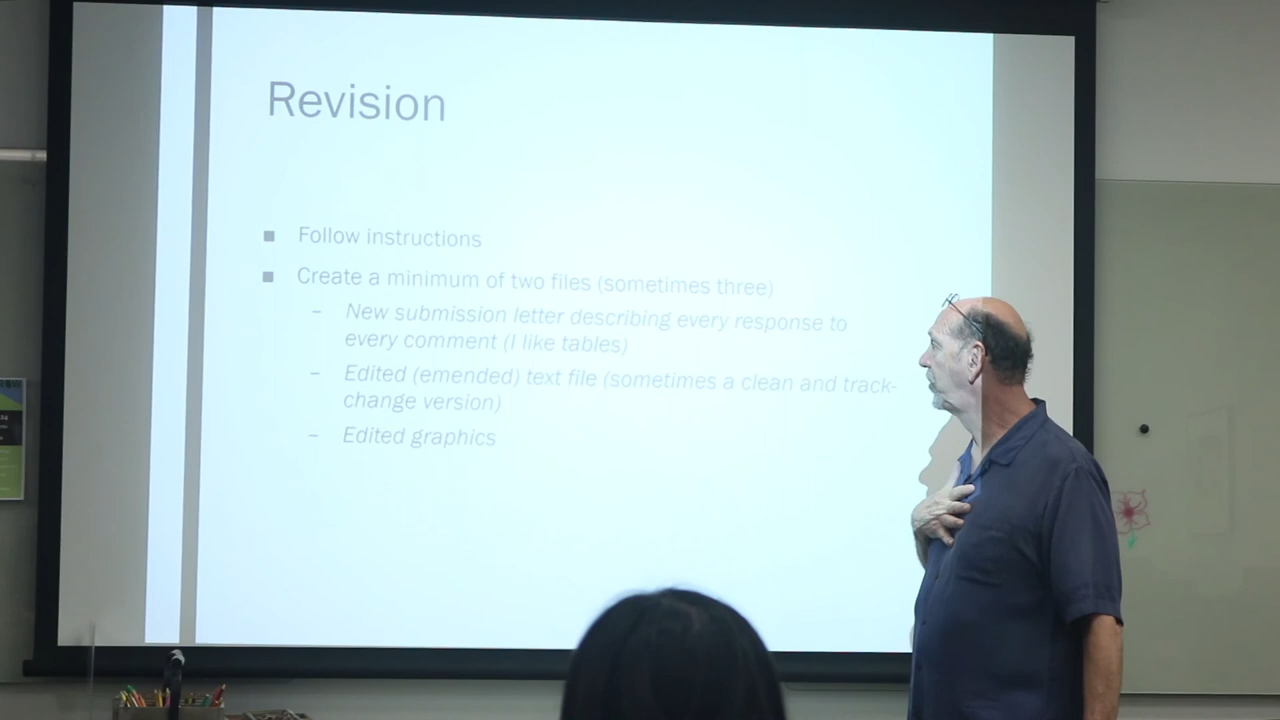 Revision
■ Follow instructions
■ Create a minimum of two files (sometimes three)
– New submission letter describing every response to
every comment (I like tables)
– Edited (emended) text file (sometimes a clean and track-
change version)
– Edited graphics